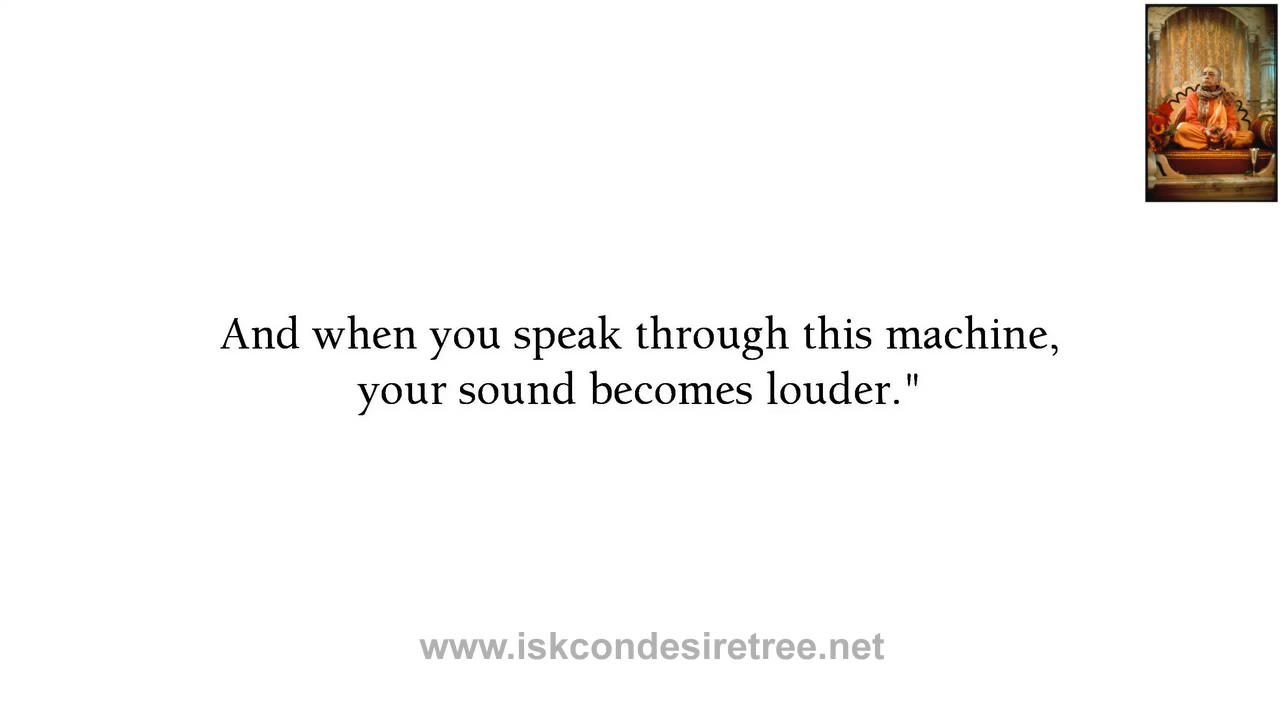 And when you speak through this machine,
your sound becomes louder."
www.iskcondesiretree.net